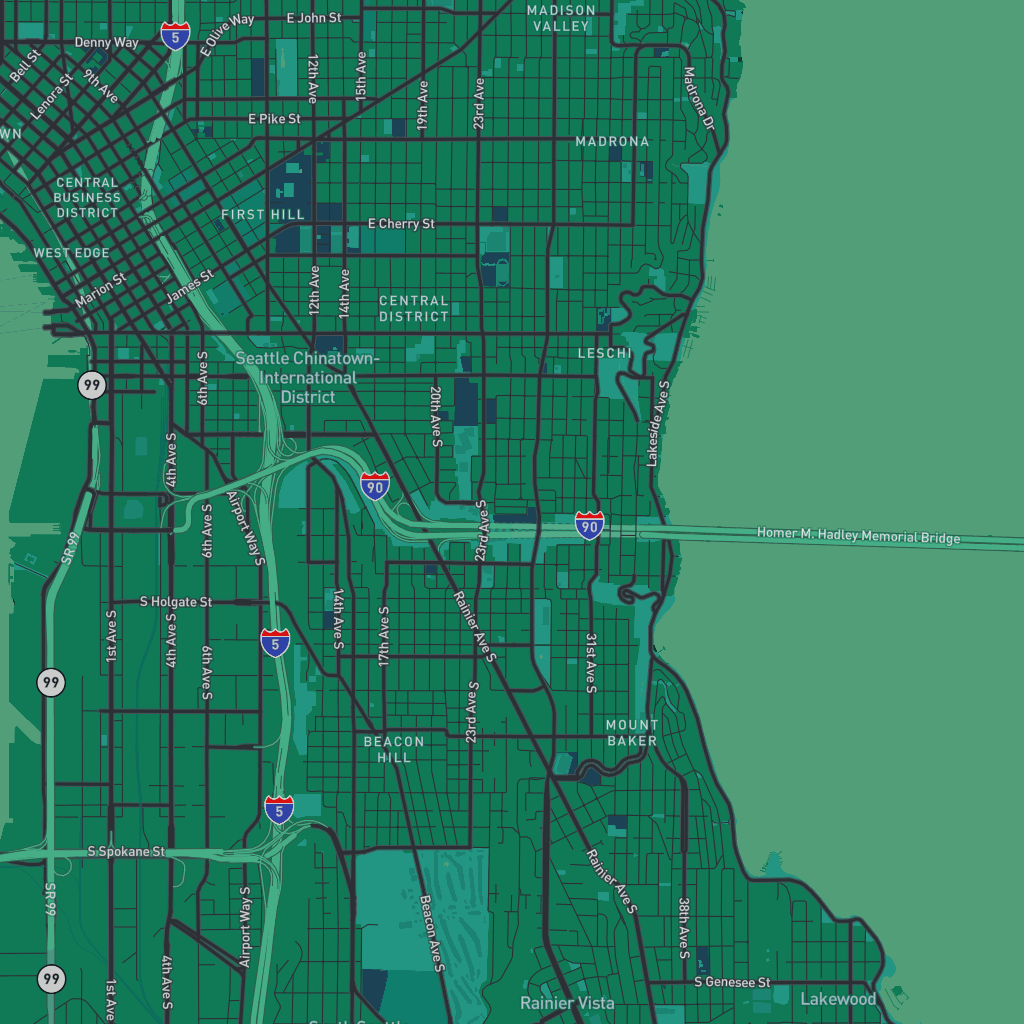 E John St
MADISON
VALLEY
E Olive Way
5
Denny Way
Bell St
Lenora St
9th Ave
12th Ave
15th Ave
19th Ave
23rd Ave
Madrona Dr
E Pike St
WN
MADRONA
CENTRAL
BUSINESS
DISTRICT
FIRST HILL
E Cherry St
WEST EDGE
Marion St
James St
12th Ave
14th Ave
CENTRAL
DISTRICT
LESCHI
Seattle Chinatown-
International
District
6th Ave S
99
20th Ave S
Lakeside Ave S
4th Ave S
90
Airport Way S
6th Ave S
SR 99
23rd Ave S
90
Homer M. Hadley Memorial Bridge
S Holgate St
1st Ave S
4th Ave S
6th Ave S
5
14th Ave S
17th Ave S
Rainier Ave S
31st Ave S
99
23rd Ave S
MOUNT
BAKER
BEACON
HILL
5
S Spokane St
SR 99
Airport Way S
Rainier Ave S
Beacon Ave S
38th Ave S
99
1st Ave
4th Ave S
S Genesee St
Rainier Vista
Lakewood